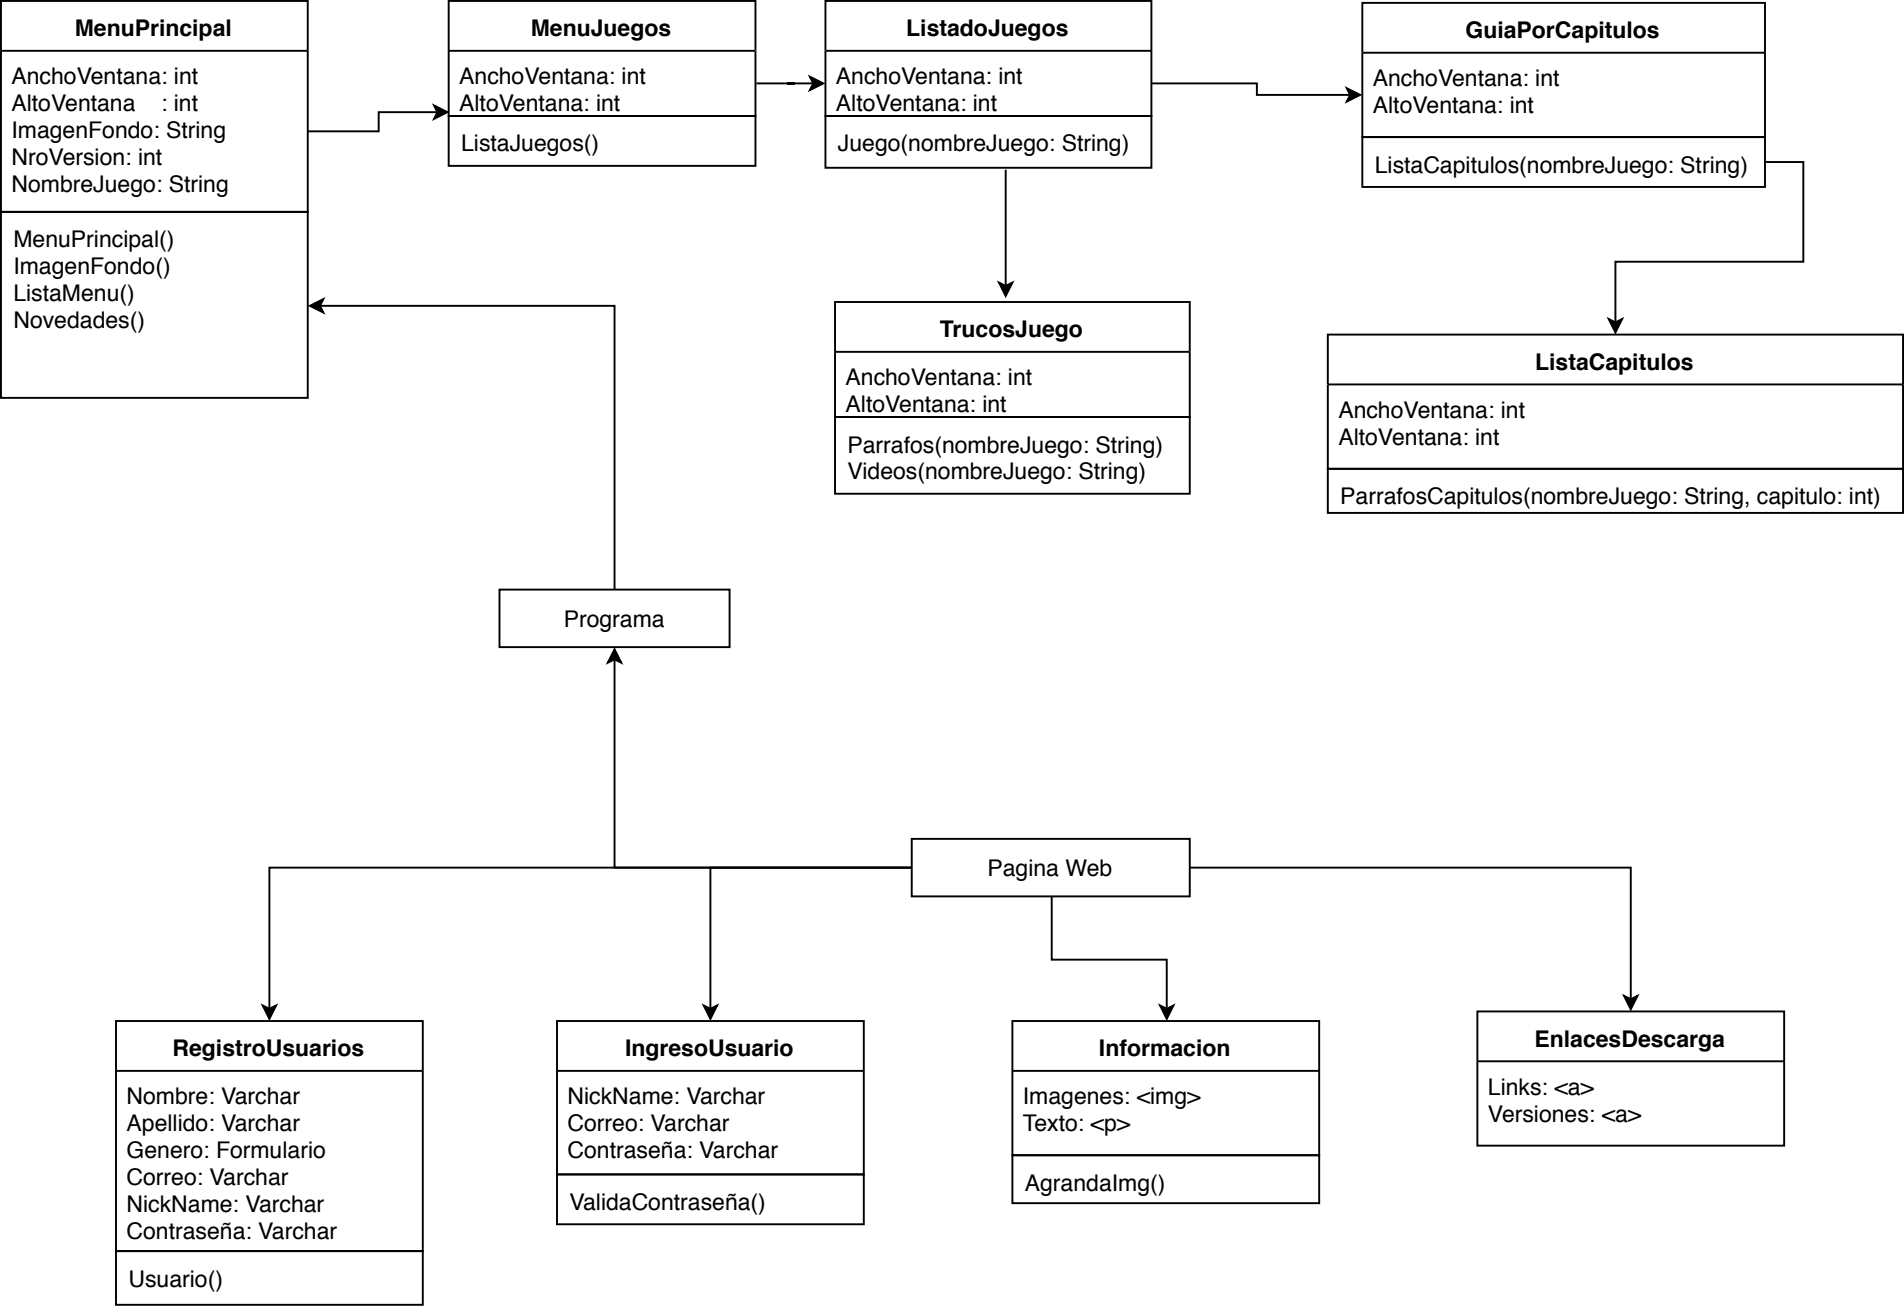 MenuPrincipal
AnchoVentana: int
AltoVentana : int
ImagenFondo: String
NroVersion: int
NombreJuego: String
MenuPrincipal()
ImagenFondo()
ListaMenu()
Novedades()
MenuJuegos
AnchoVentana: int
AltoVentana: int
ListaJuegos()
ListadoJuegos
AnchoVentana: int
AltoVentana: int
Juego(nombreJuego: String)
GuiaPorCapitulos
AnchoVentana: int
AltoVentana: int
ListaCapitulos(nombreJuego: String)
TrucosJuego
AnchoVentana: int
AltoVentana: int
Parrafos(nombreJuego: String)
Videos(nombreJuego: String)
ListaCapitulos
AnchoVentana: int
AltoVentana: int
ParrafosCapitulos(nombreJuego: String, capitulo: int)
Programa
Pagina Web
RegistroUsuarios
Nombre: Varchar
Apellido: Varchar
Genero: Formulario
Correo: Varchar
NickName: Varchar
Contraseña: Varchar
Usuario()
IngresoUsuario
NickName: Varchar
Correo: Varchar
Contraseña: Varchar
ValidaContraseña()
Informacion
Imagenes: <img>
Texto: <p>
AgrandaImg()
EnlacesDescarga
Links: <a>
Versiones: <a>